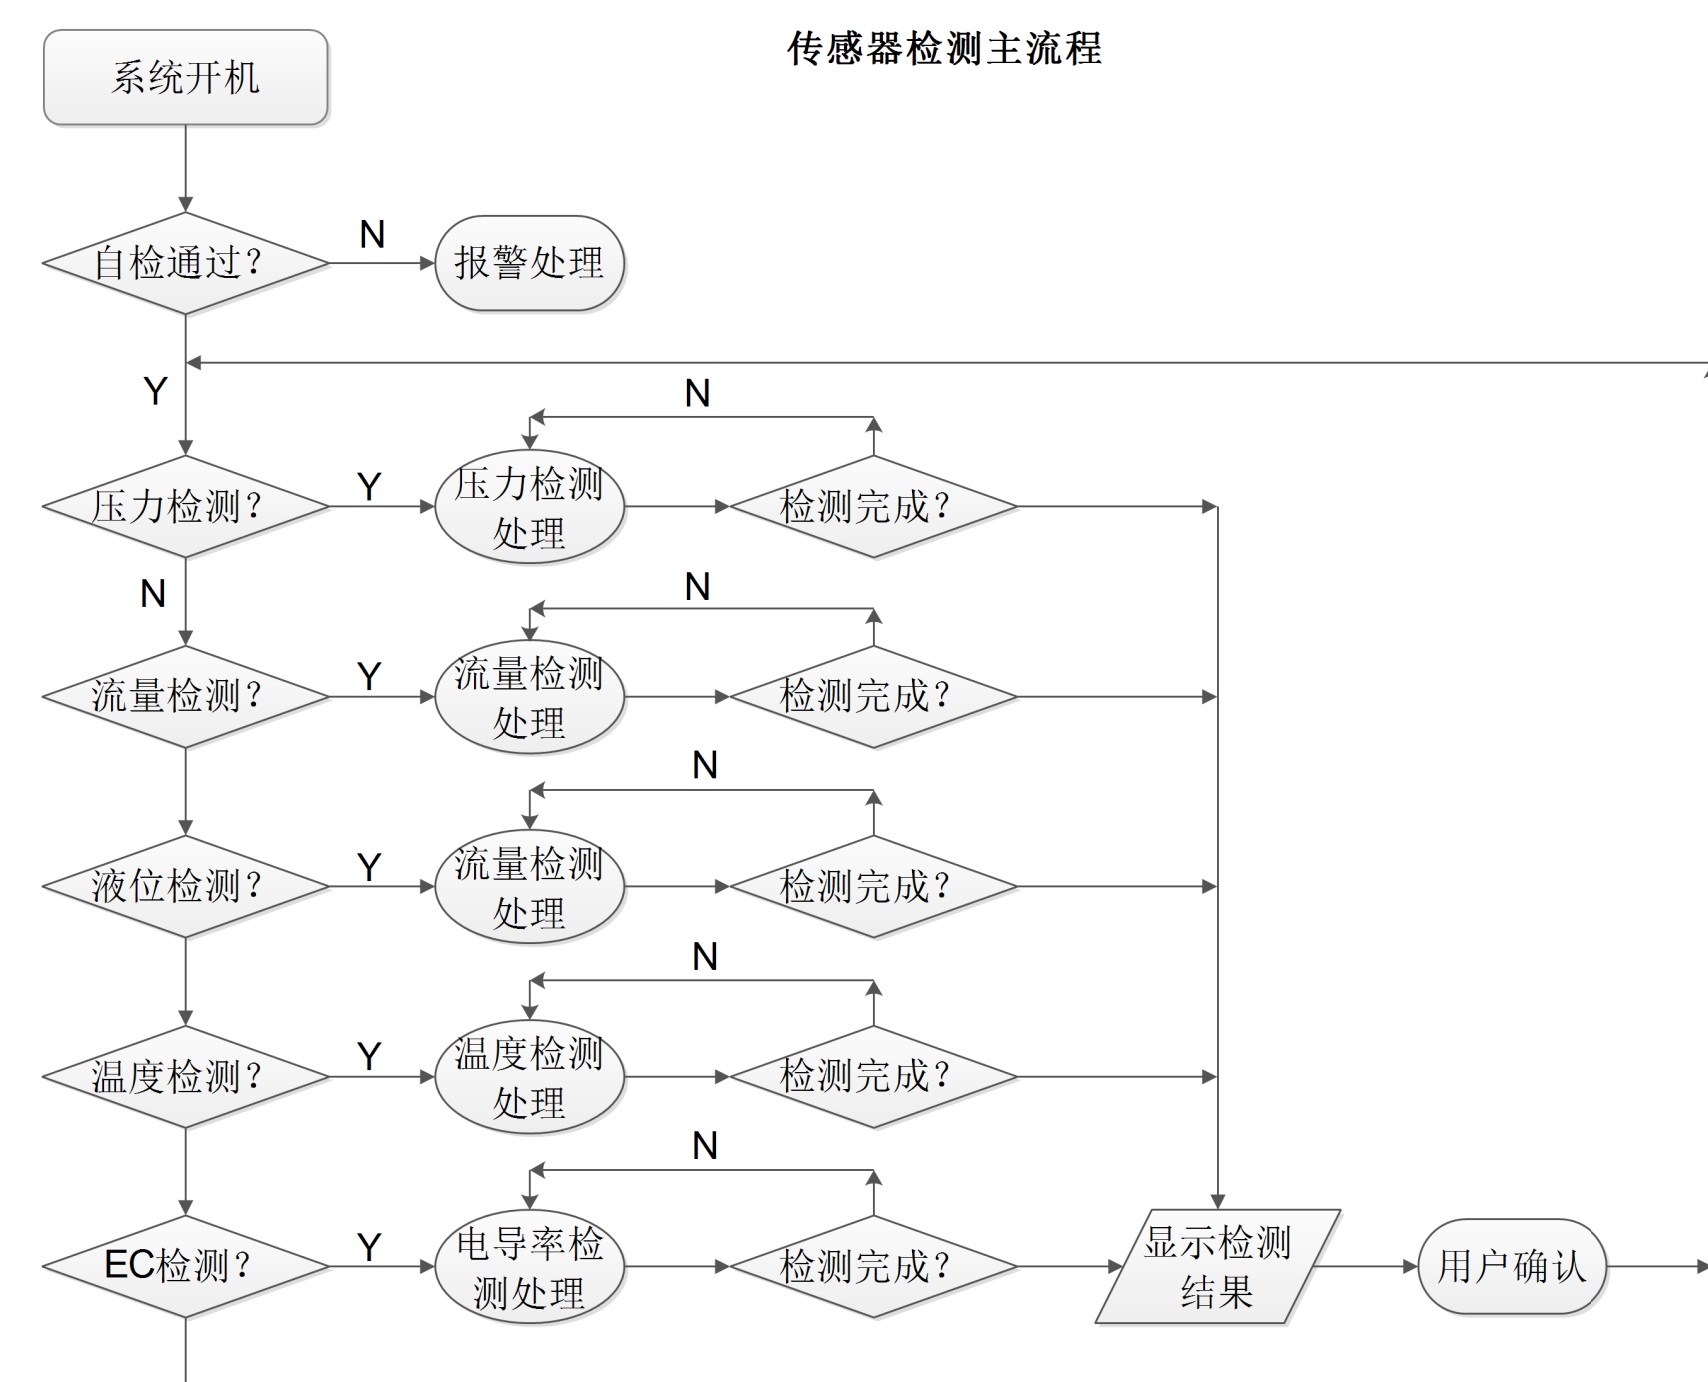 传感器检测主流程
系统开机
自检通过？
N
报警处理
Y
N
压力检测？
Y
压力检测
处理
检测完成？
N
N
流量检测？
Y
流量检测
处理
检测完成？
N
液位检测？
Y
流量检测
处理
检测完成？
N
温度检测？
Y
温度检测
处理
检测完成？
N
EC检测？
Y
电导率检
测处理
检测完成？
显示检测
结果
用户确认